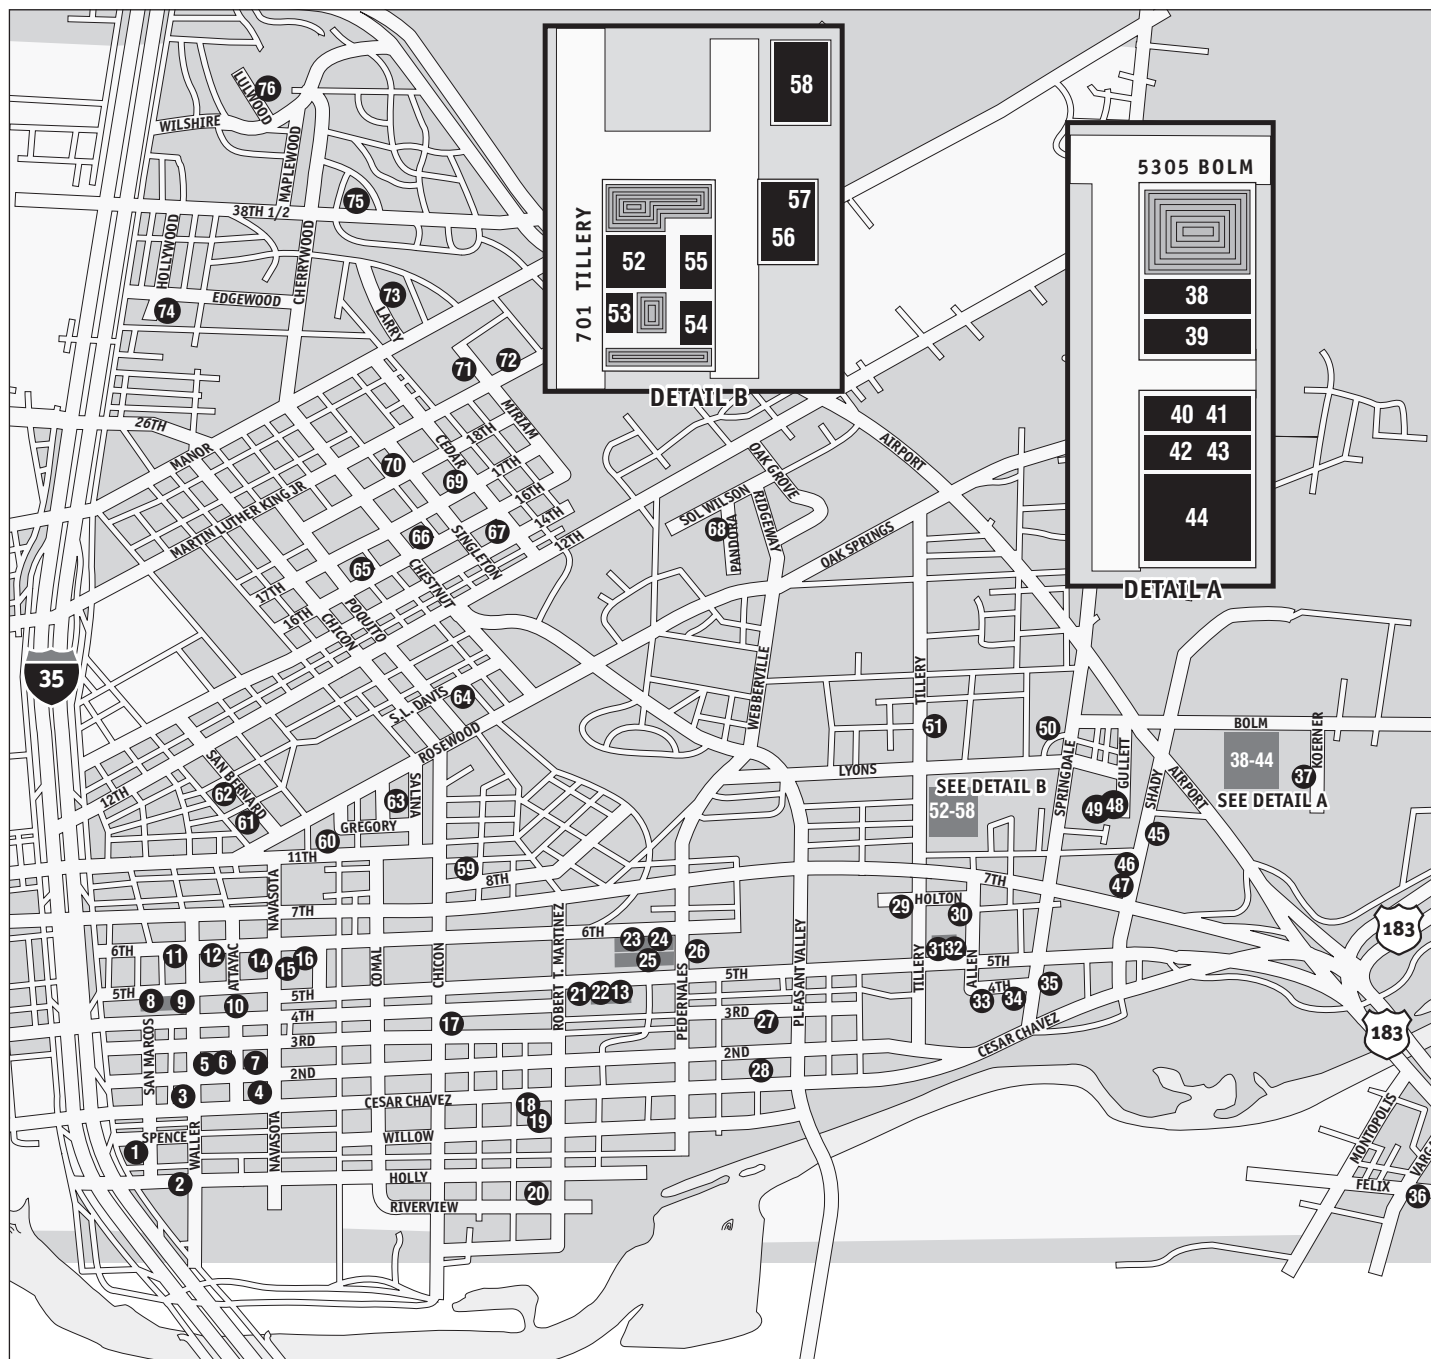 76
LULWOOD
WILSHIRE
MAPLEWOOD
75
38TH 1/2
HOLLYWOOD
CHERRYWOOD
EDGEWOOD
74
73
LARRY
71
72
MIRIAM
26TH
MANOR
MARTIN LUTHER KING JR
CEDAR
18TH
17TH
16TH
14TH
12TH
70
69
66
67
SINGLETON
65
CHESTNUT
17TH
16TH
POQUITO
CHICON
58
57
56
701 TILLERY
52
55
53
54
DETAIL B
5305 BOLM
38
39
40 41
42 43
44
DETAIL A
AIRPORT
OAK GROVE
SOL WILSON
RIDGEWAY
68
PANDORA
OAK SPRINGS
35
64
S.L. DAVIS
ROSEWOOD
WEBBERVILLE
TILLERY
51
50
BOLM
KOERNER
38-44
37
SEE DETAIL A
LYONS
SEE DETAIL B
52-58
SPRINGDALE
GULLETT
SHADY
AIRPORT
49
48
45
46
47
SAN BERNARD
62
61
12TH
63
SALINA
GREGORY
60
11TH
59
8TH
NAVASOTA
7TH
7TH
29
HOLTON
30
6TH
11
12
ATTAYAC
14
15
16
COMAL
CHICON
ROBERT T. MARTINEZ
6TH
23
24
25
26
PLEASANT VALLEY
TILLERY
31
32
ALLEN
5TH
183
5TH
8
9
10
5TH
5TH
21
22
13
PEDERNALES
33
4TH
34
35
4TH
17
3RD
27
CESAR CHAVEZ
183
SAN MARCOS
5
6
7
3RD
2ND
2ND
28
3
4
CESAR CHAVEZ
18
19
SPENCE
WALLER
NAVASOTA
WILLOW
1
2
HOLLY
20
RIVERVIEW
MONTOPOLIS
FELIX
36